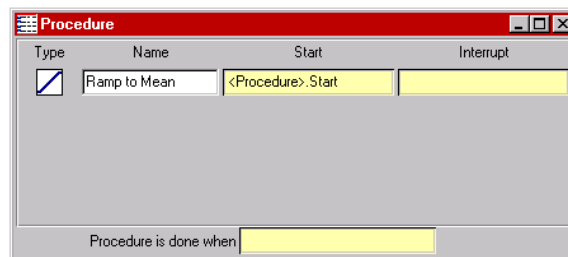 Procedure
Type Name Start Interrupt
Ramp to Mean <Procedure>.Start
Procedure is done when